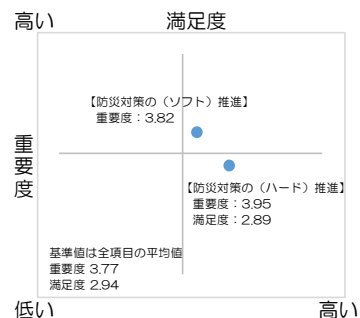 高い
満足度
【防災対策の（ソフト）推進】
重要度：3.82
重要度
【防災対策の（ハード）推進】
重要度：3.95
満足度：2.89
基準値は全項目の平均値
重要度 3.77
満足度 2.94
低い
高い